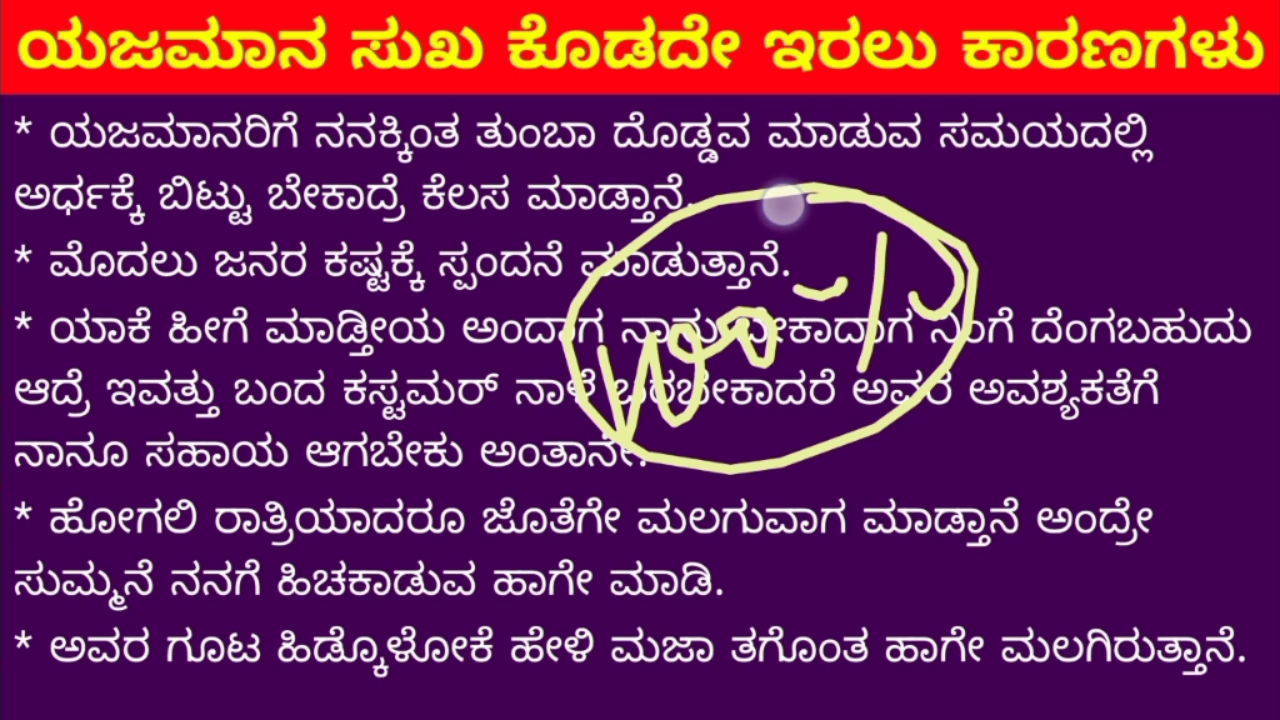 ಯಜಮಾನ ಸುಖ ಕೊಡದೇ ಇರಲು ಕಾರಣಗಳು
* ಯಜಮಾನರಿಗೆ ನನಕ್ಕಿಂತ ತುಂಬಾ ದೊಡ್ಡವ ಮಾಡುವ ಸಮಯದಲ್ಲಿ
ಅರ್ಧಕ್ಕೆ ಬಿಟ್ಟು ಬೇಕಾದ್ರೆ ಕೆಲಸ ಮಾಡ್ತಾನೆ.
* ಮೊದಲು ಜನರ ಕಷ್ಟಕ್ಕೆ ಸ್ಪಂದನೆ ಮಾಡುತ್ತಾನೆ.
* ಯಾಕೆ ಹೀಗೆ ಮಾಡ್ತೀಯ ಅಂದಾಗ ನಾನು ಬೇಕಾದಾಗ ನಿಂಗೆ ದೆಂಗಬಹುದು
ಆದ್ರೆ ಇವತ್ತು ಬಂದ ಕಸ್ಟಮರ್ ನಾಳೆ ಬರಬೇಕಾದರೆ ಅವರ ಅವಶ್ಯಕತೆಗೆ
ನಾನೂ ಸಹಾಯ ಆಗಬೇಕು ಅಂತಾನೇ.
* ಹೋಗಲಿ ರಾತ್ರಿಯಾದರೂ ಜೊತೆಗೇ ಮಲಗುವಾಗ ಮಾಡ್ತಾನೆ ಅಂದ್ರೇ
ಸುಮ್ಮನೆ ನನಗೆ ಹಿಚಕಾಡುವ ಹಾಗೇ ಮಾಡಿ.
* ಅವರ ಗೂಟ ಹಿಡ್ಕೊಳೋಕೆ ಹೇಳಿ ಮಜಾ ತಗೊಂತ ಹಾಗೇ ಮಲಗಿರುತ್ತಾನೆ.